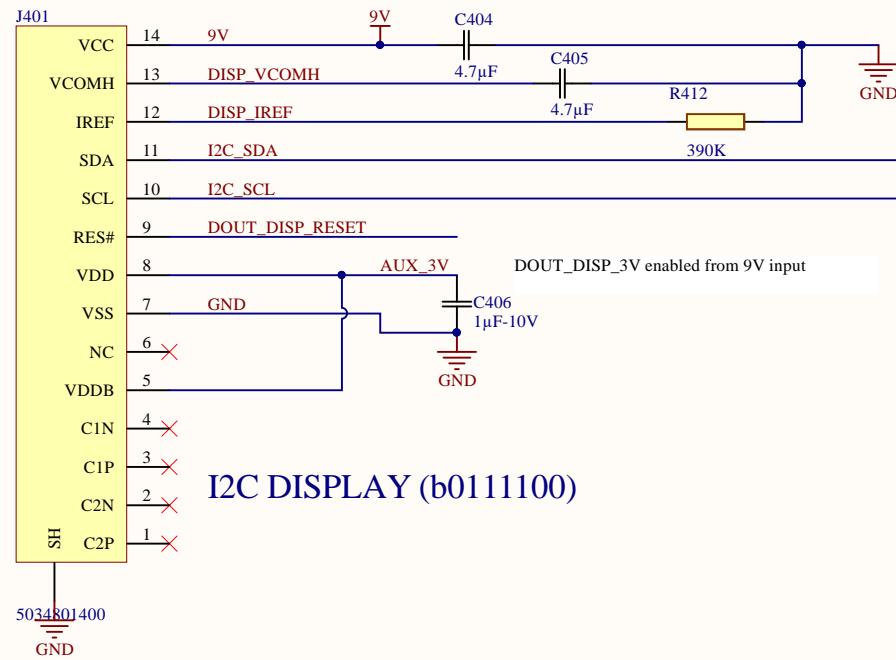 J401
VCC 14 9V 9V C404 4.7µF GND
VCOMH 13 DISP_VCOMH C405 4.7µF
IREF 12 DISP_IREF R412 390K
SDA 11 I2C_SDA
SCL 10 I2C_SCL
RES# 9 DOUT_DISP_RESET
VDD 8 AUX_3V DOUT_DISP_3V enabled from 9V input
VSS 7 GND C406
1µF-10V
NC 6
GND
VDDB 5
C1N 4
C1P 3
I2C DISPLAY (b0111100)
C2N 2
C2P 1
SH
5034801400
GND